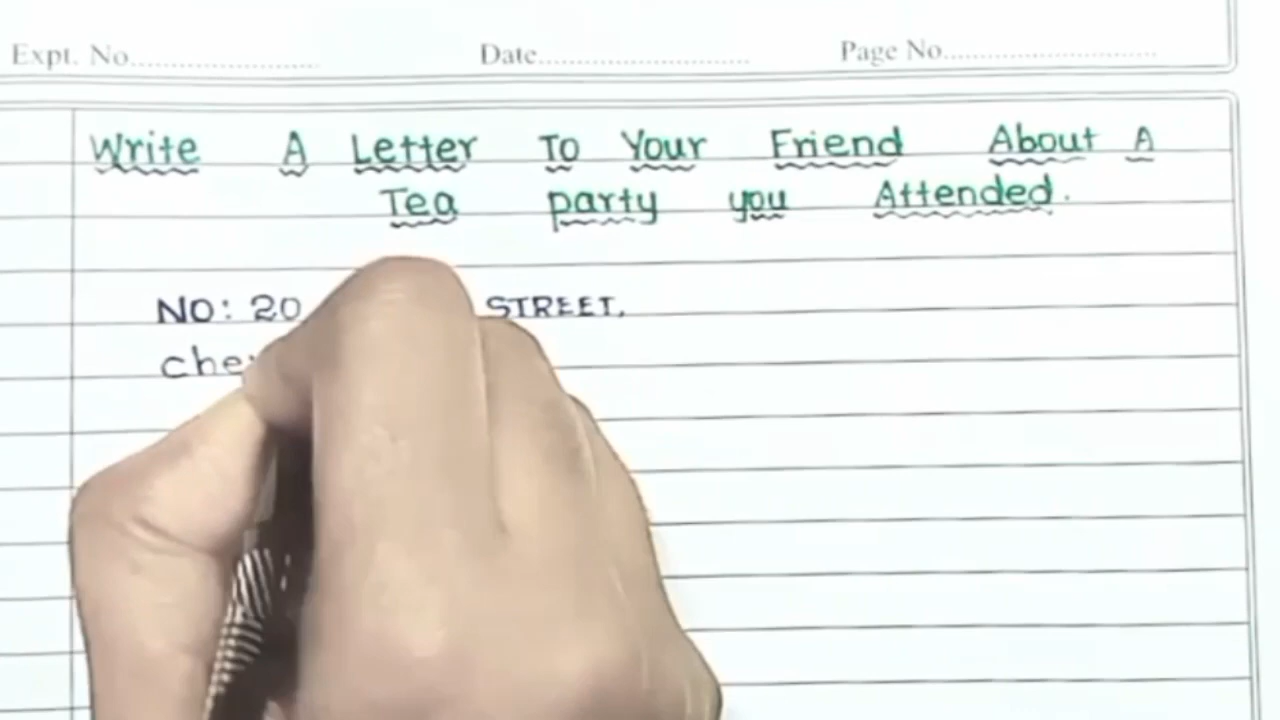 Expt. No.
Date
Page No.
Write A Letter To Your Friend About A
Tea party you Attended.
NO: 20 STREET,
che